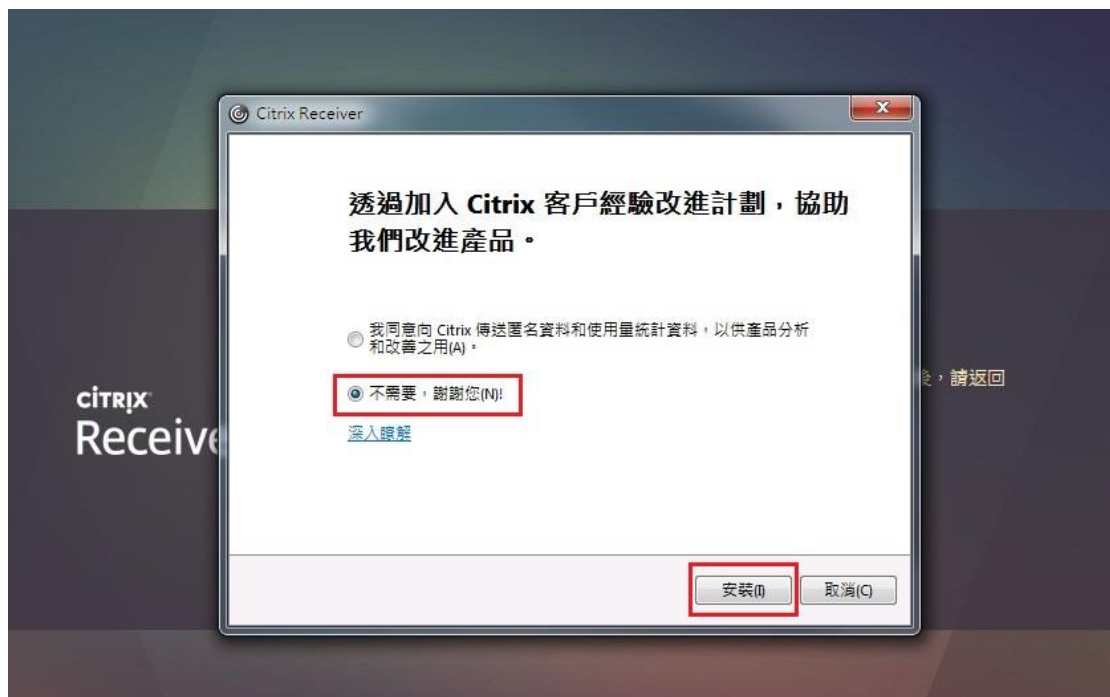 Citrix Receiver
透過加入 Citrix 客戶經驗改進計劃，協助
我們改進產品。
我同意向 Citrix 傳送匿名資料和使用量統計資料，以供產品分析
和改善之用(A)。
不需要，謝謝您(N)!
深入瞭解
安裝(I)
取消(C)
CITRIX
Receive
後，請返回